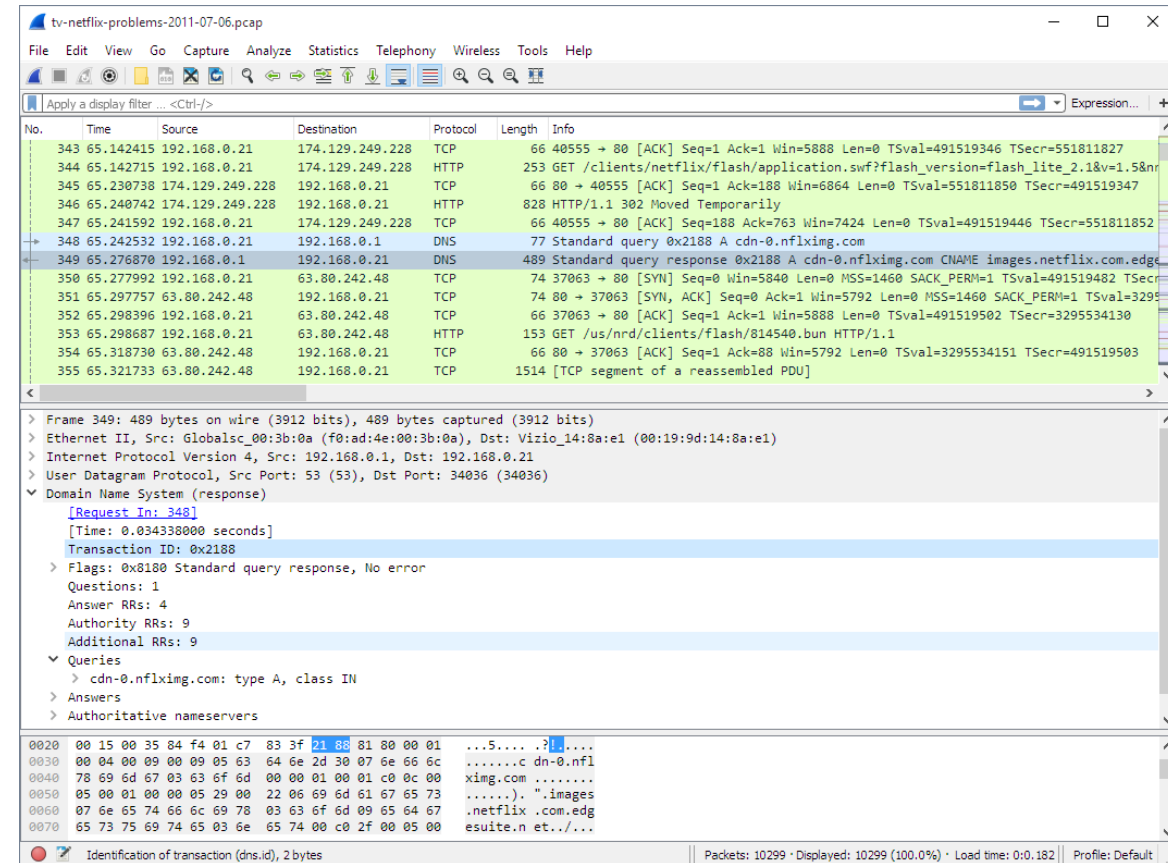 tv-netflix-problems-2011-07-06.pcap
File Edit View Go Capture Analyze Statistics Telephony Wireless Tools Help
Apply a display filter ... <Ctrl-/> Expression... +
No. Time Source Destination Protocol Length Info
343 65.142415 192.168.0.21 174.129.249.228 TCP 66 40555 → 80 [ACK] Seq=1 Ack=1 Win=5888 Len=0 TSval=491519346 TSecr=551811827
344 65.142715 192.168.0.21 174.129.249.228 HTTP 253 GET /clients/netflix/flash/application.swf?flash_version=flash_lite_2.1&v=1.5&nr
345 65.230738 174.129.249.228 192.168.0.21 TCP 66 80 → 40555 [ACK] Seq=1 Ack=188 Win=6864 Len=0 TSval=551811850 TSecr=491519347
346 65.240742 174.129.249.228 192.168.0.21 HTTP 828 HTTP/1.1 302 Moved Temporarily
347 65.241592 192.168.0.21 174.129.249.228 TCP 66 40555 → 80 [ACK] Seq=188 Ack=763 Win=7424 Len=0 TSval=491519446 TSecr=551811852
348 65.242532 192.168.0.21 192.168.0.1 DNS 77 Standard query 0x2188 A cdn-0.nflximg.com
349 65.276870 192.168.0.1 192.168.0.21 DNS 489 Standard query response 0x2188 A cdn-0.nflximg.com CNAME images.netflix.com.edge
350 65.277992 192.168.0.21 63.80.242.48 TCP 74 37063 → 80 [SYN] Seq=0 Win=5840 Len=0 MSS=1460 SACK_PERM=1 TSval=491519482 TSecr
351 65.297757 63.80.242.48 192.168.0.21 TCP 74 80 → 37063 [SYN, ACK] Seq=0 Ack=1 Win=5792 Len=0 MSS=1460 SACK_PERM=1 TSval=3295
352 65.298396 192.168.0.21 63.80.242.48 TCP 66 37063 → 80 [ACK] Seq=1 Ack=1 Win=5888 Len=0 TSval=491519502 TSecr=3295534130
353 65.298687 192.168.0.21 63.80.242.48 HTTP 153 GET /us/nrd/clients/flash/814540.bun HTTP/1.1
354 65.318730 63.80.242.48 192.168.0.21 TCP 66 80 → 37063 [ACK] Seq=1 Ack=88 Win=5792 Len=0 TSval=3295534151 TSecr=491519503
355 65.321733 63.80.242.48 192.168.0.21 TCP 1514 [TCP segment of a reassembled PDU]
> Frame 349: 489 bytes on wire (3912 bits), 489 bytes captured (3912 bits)
> Ethernet II, Src: Globalsc_00:3b:0a (f0:ad:4e:00:3b:0a), Dst: Vizio_14:8a:e1 (00:19:9d:14:8a:e1)
> Internet Protocol Version 4, Src: 192.168.0.1, Dst: 192.168.0.21
> User Datagram Protocol, Src Port: 53 (53), Dst Port: 34036 (34036)
Domain Name System (response)
[Request In: 348]
[Time: 0.034338000 seconds]
Transaction ID: 0x2188
> Flags: 0x8180 Standard query response, No error
Questions: 1
Answer RRs: 4
Authority RRs: 9
Additional RRs: 9
Queries
> cdn-0.nflximg.com: type A, class IN
> Answers
> Authoritative nameservers
0020 00 15 00 35 84 f4 01 c7 83 3f 21 88 81 80 00 01 ...5.... .?!.....
0030 00 04 00 09 00 09 05 63 64 6e 2d 30 07 6e 66 6c .......c dn-0.nfl
0040 78 69 6d 67 03 63 6f 6d 00 00 01 00 01 c0 0c 00 ximg.com ........
0050 05 00 01 00 00 05 29 00 22 06 69 6d 61 67 65 73 ......). ".images
0060 07 6e 65 74 66 6c 69 78 03 63 6f 6d 09 65 64 67 .netflix .com.edg
0070 65 73 75 69 74 65 03 6e 65 74 00 c0 2f 00 05 00 esuite.n et../...
Identification of transaction (dns.id), 2 bytes Packets: 10299 · Displayed: 10299 (100.0%) · Load time: 0:0.182 Profile: Default